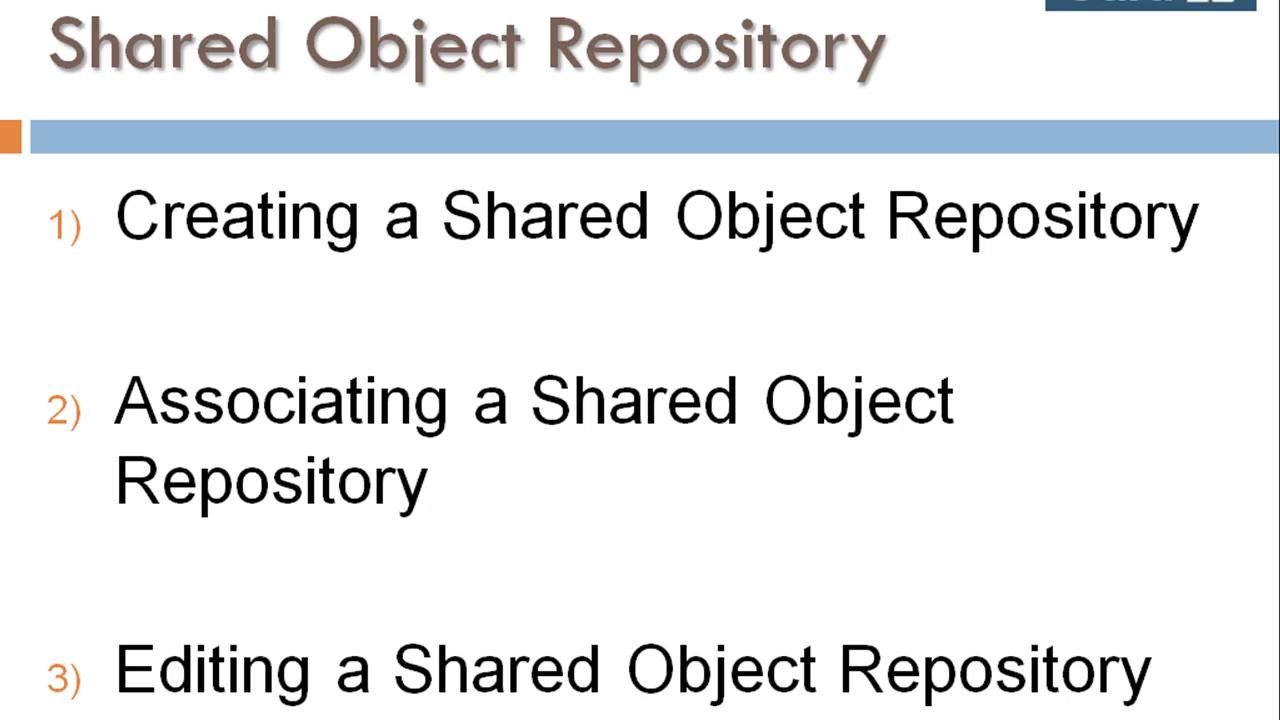 Shared Object Repository
1) Creating a Shared Object Repository
2) Associating a Shared Object
Repository
3) Editing a Shared Object Repository